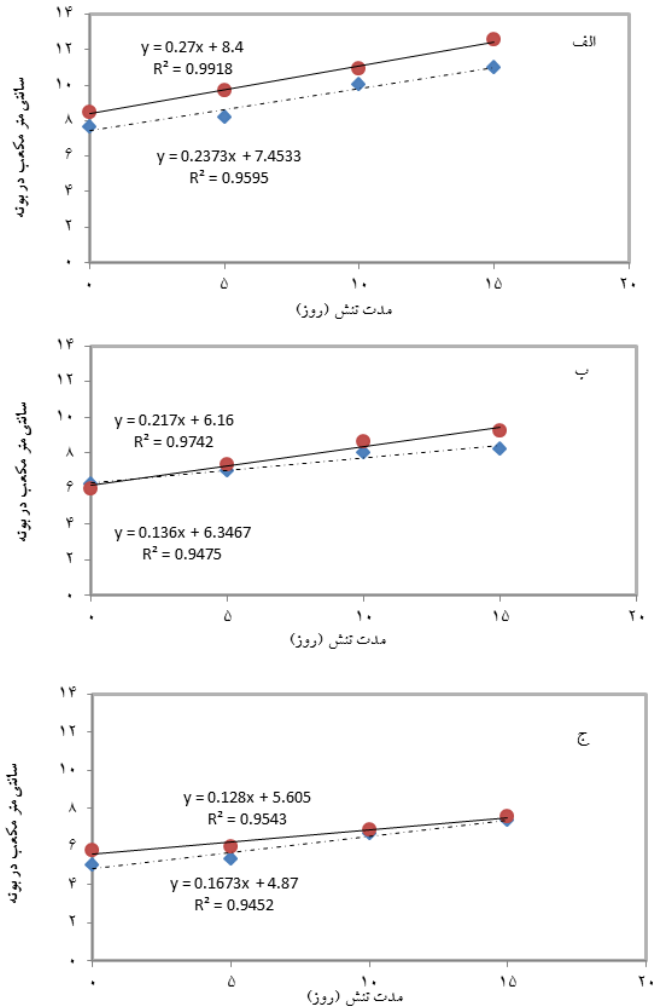 الف
سانتی متر مکعب در بوته
۱۴
۱۲
۱۰
۸
۶
۴
۲
۰
y = 0.27x + 8.4
R² = 0.9918
y = 0.2373x + 7.4533
R² = 0.9595
۰ ۵ ۱۰ ۱۵ ۲۰
مدت تنش (روز)
ب
سانتی متر مکعب در بوته
۱۴
۱۲
۱۰
۸
۶
۴
۲
۰
y = 0.217x + 6.16
R² = 0.9742
y = 0.136x + 6.3467
R² = 0.9475
۰ ۵ ۱۰ ۱۵ ۲۰
مدت تنش (روز)
ج
سانتی متر مکعب در بوته
۱۴
۱۲
۱۰
۸
۶
۴
۲
۰
y = 0.128x + 5.605
R² = 0.9543
y = 0.1673x + 4.87
R² = 0.9452
۰ ۵ ۱۰ ۱۵ ۲۰
مدت تنش (روز)